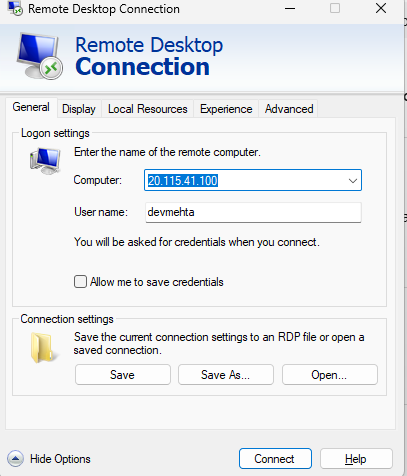 Remote Desktop Connection
Remote Desktop
Connection
General Display Local Resources Experience Advanced
Logon settings
Enter the name of the remote computer.
Computer: 20.115.41.100
User name: devmehta
You will be asked for credentials when you connect.
Allow me to save credentials
Connection settings
Save the current connection settings to an RDP file or open a
saved connection.
Save Save As... Open...
Hide Options Connect Help